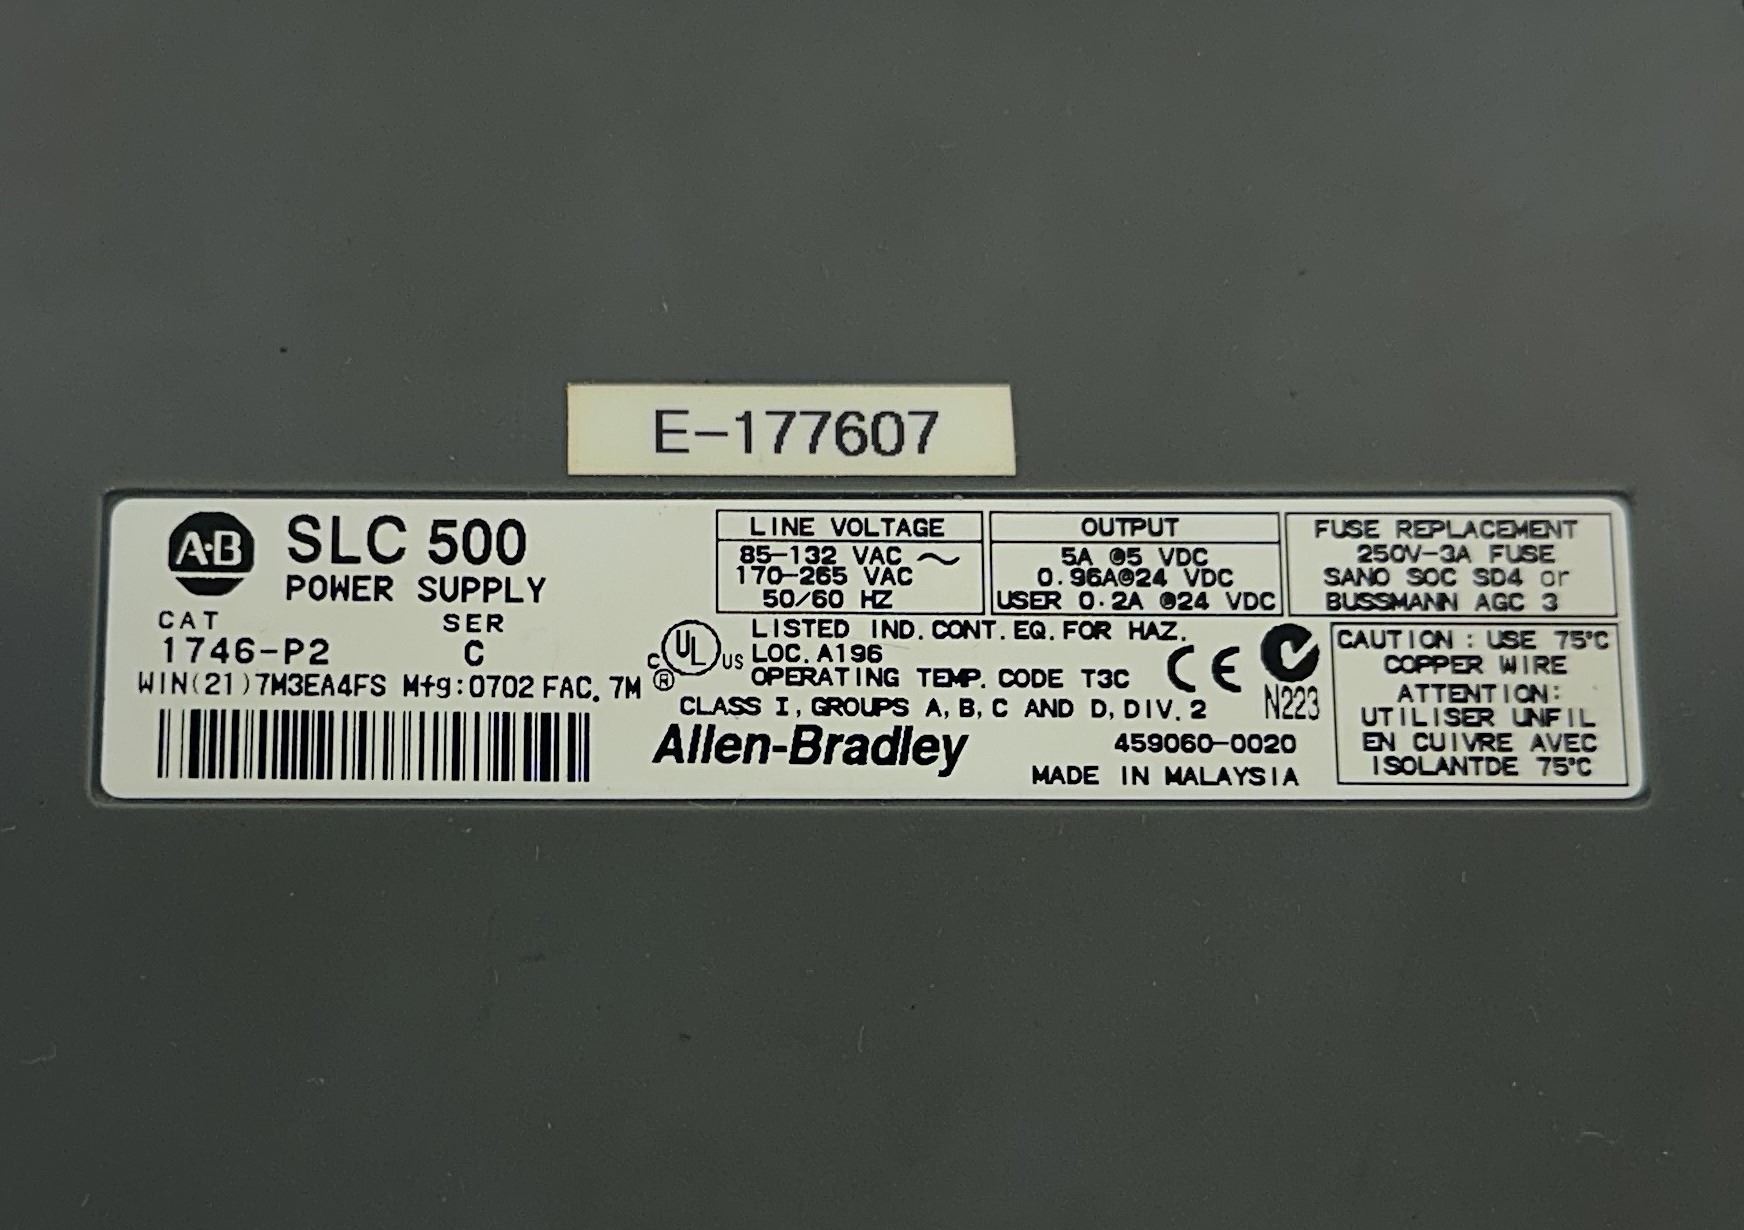 E-177607
A·B
SLC 500
POWER SUPPLY
CAT SER
1746-P2 C
WIN(21)7M3EA4FS Mfg:0702 FAC. 7M
LINE VOLTAGE
85-132 VAC ~
170-265 VAC
50/60 HZ
OUTPUT
5A @5 VDC
0.96A@24 VDC
USER 0.2A @24 VDC
FUSE REPLACEMENT
250V-3A FUSE
SANO SOC SD4 or
BUSSMANN AGC 3
C UL US
®
LISTED IND. CONT. EQ. FOR HAZ.
LOC. A196
OPERATING TEMP. CODE T3C
CLASS I, GROUPS A, B, C AND D, DIV. 2
CE
N223
Allen-Bradley
459060-0020
MADE IN MALAYSIA
CAUTION : USE 75°C
COPPER WIRE
ATTENTION:
UTILISER UNFIL
EN CUIVRE AVEC
ISOLANTDE 75°C